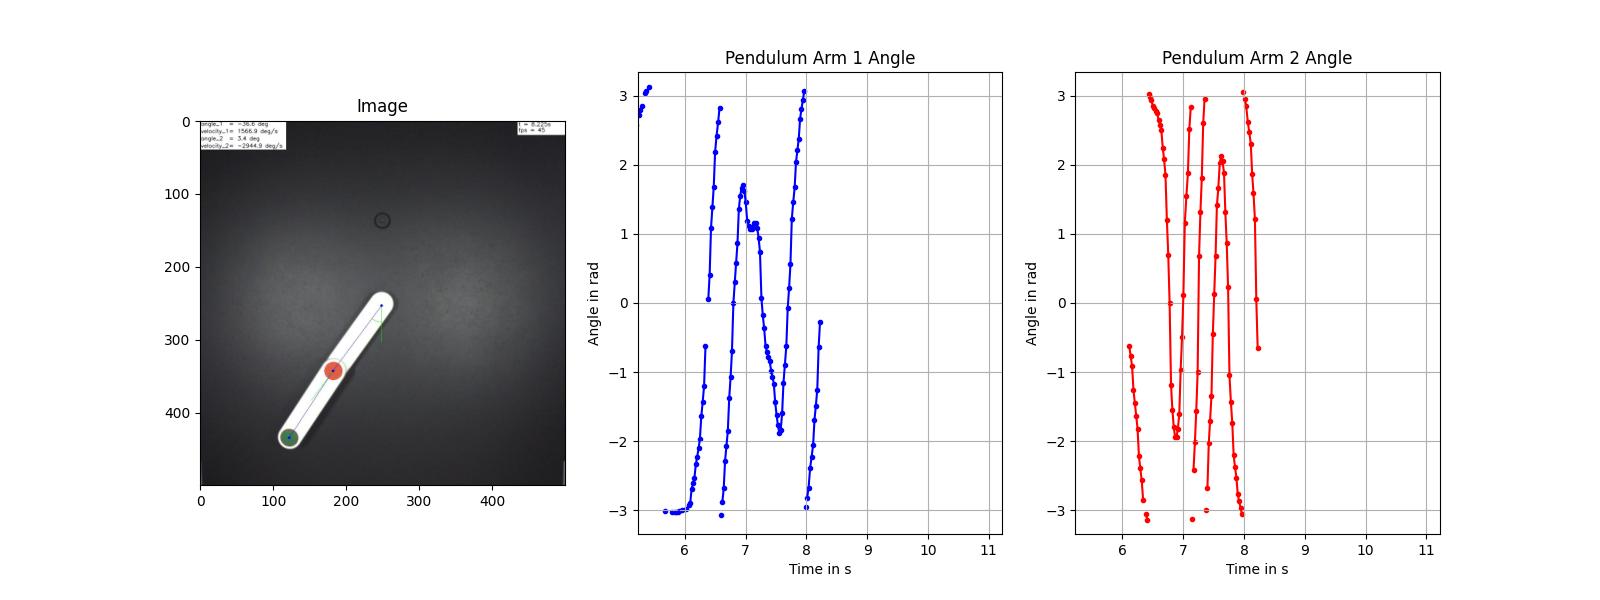 Image
angle_1 = -36.6 deg
velocity_1= 1566.9 deg/s
angle_2 = 3.4 deg
velocity_2= -2944.9 deg/s
t = 8.225s
fps = 45
0
100
200
300
400
0 100 200 300 400
Pendulum Arm 1 Angle
Angle in rad
3
2
1
0
−1
−2
−3
6 7 8 9 10 11
Time in s
Pendulum Arm 2 Angle
Angle in rad
3
2
1
0
−1
−2
−3
6 7 8 9 10 11
Time in s